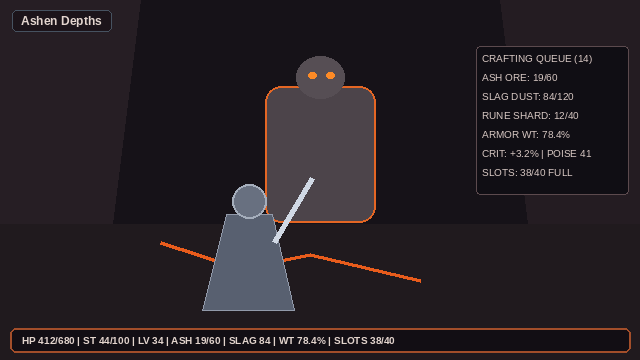 Ashen Depths
CRAFTING QUEUE (14)
ASH ORE: 19/60
SLAG DUST: 84/120
RUNE SHARD: 12/40
ARMOR WT: 78.4%
CRIT: +3.2% | POISE 41
SLOTS: 38/40 FULL
HP 412/680 | ST 44/100 | LV 34 | ASH 19/60 | SLAG 84 | WT 78.4% | SLOTS 38/40